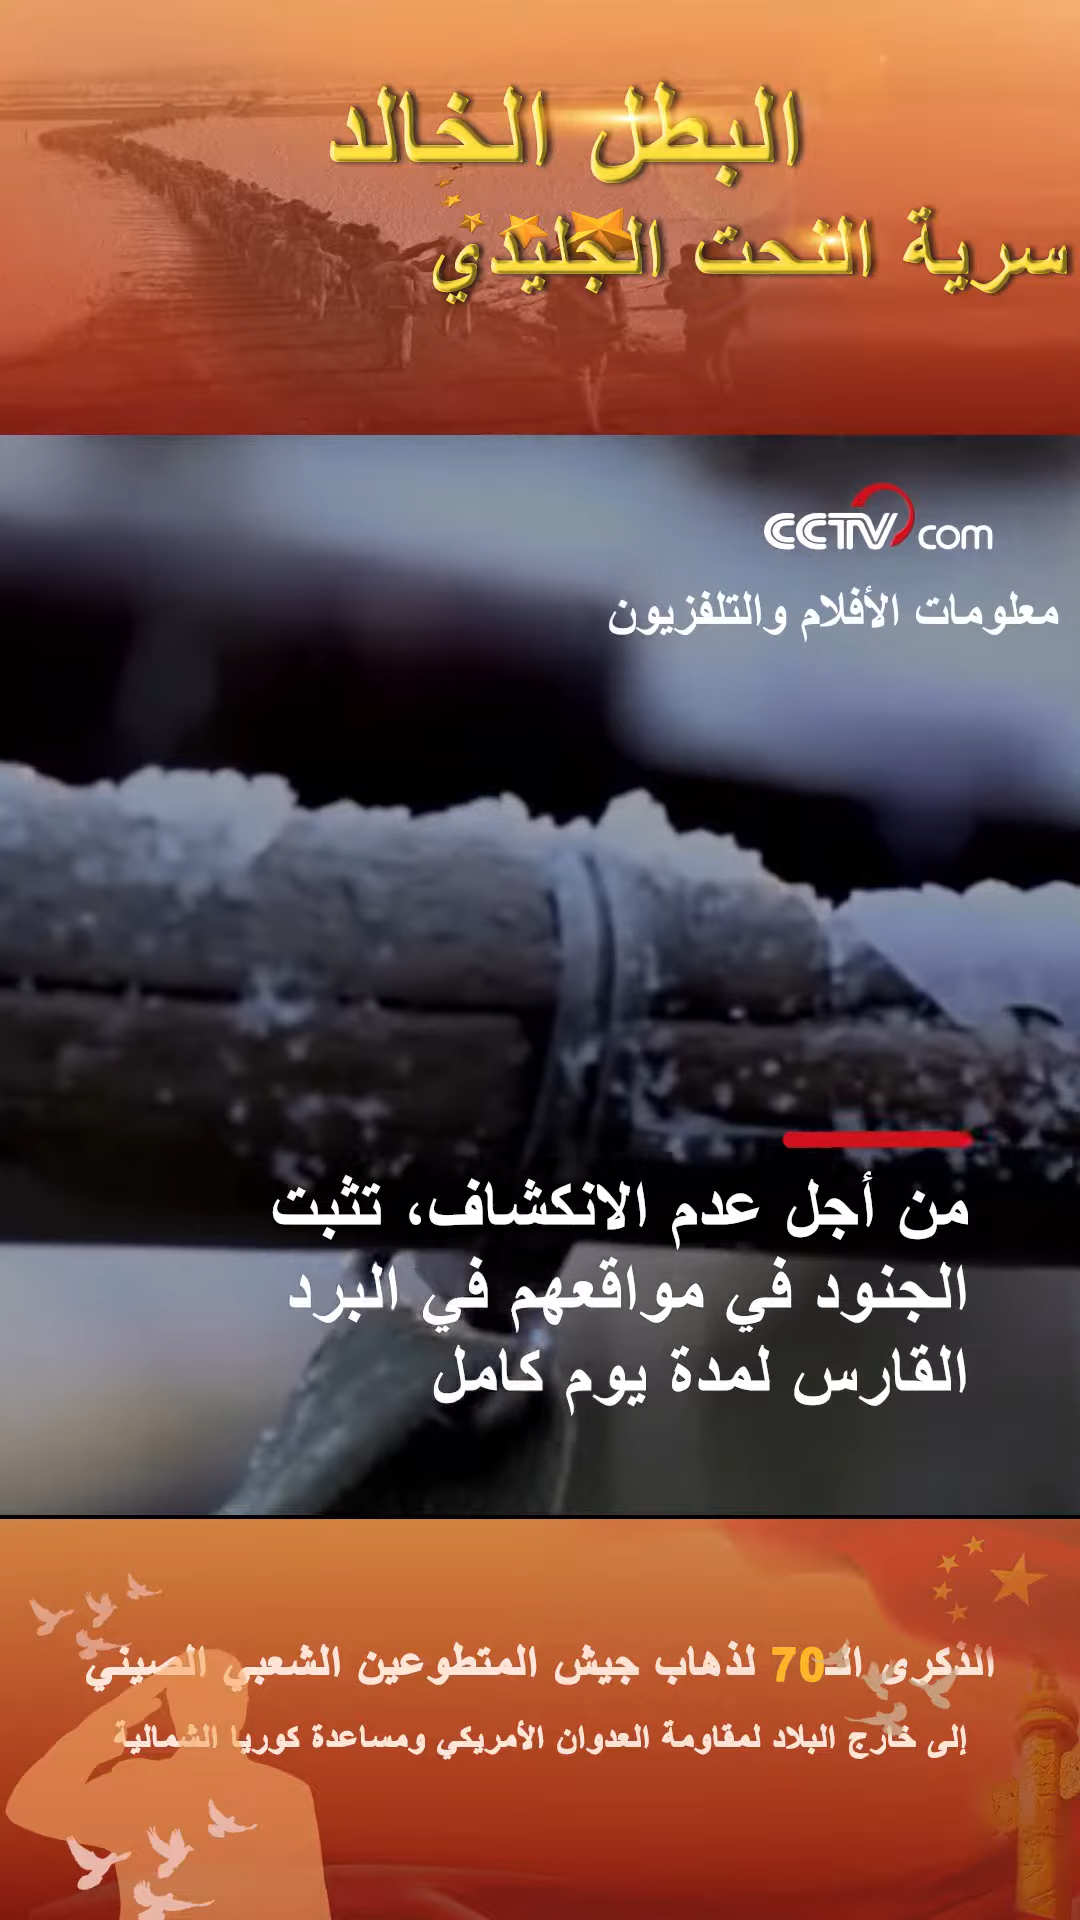 البطل الخالد
سرية النحت الجليدي
CCTV com
معلومات الأفلام والتلفزيون
من أجل عدم الانكشاف، تثبت
الجنود في مواقعهم في البرد
القارس لمدة يوم كامل
الذكرى الـ70 لذهاب جيش المتطوعين الشعبي الصيني
إلى خارج البلاد لمقاومة العدوان الأمريكي ومساعدة كوريا الشمالية